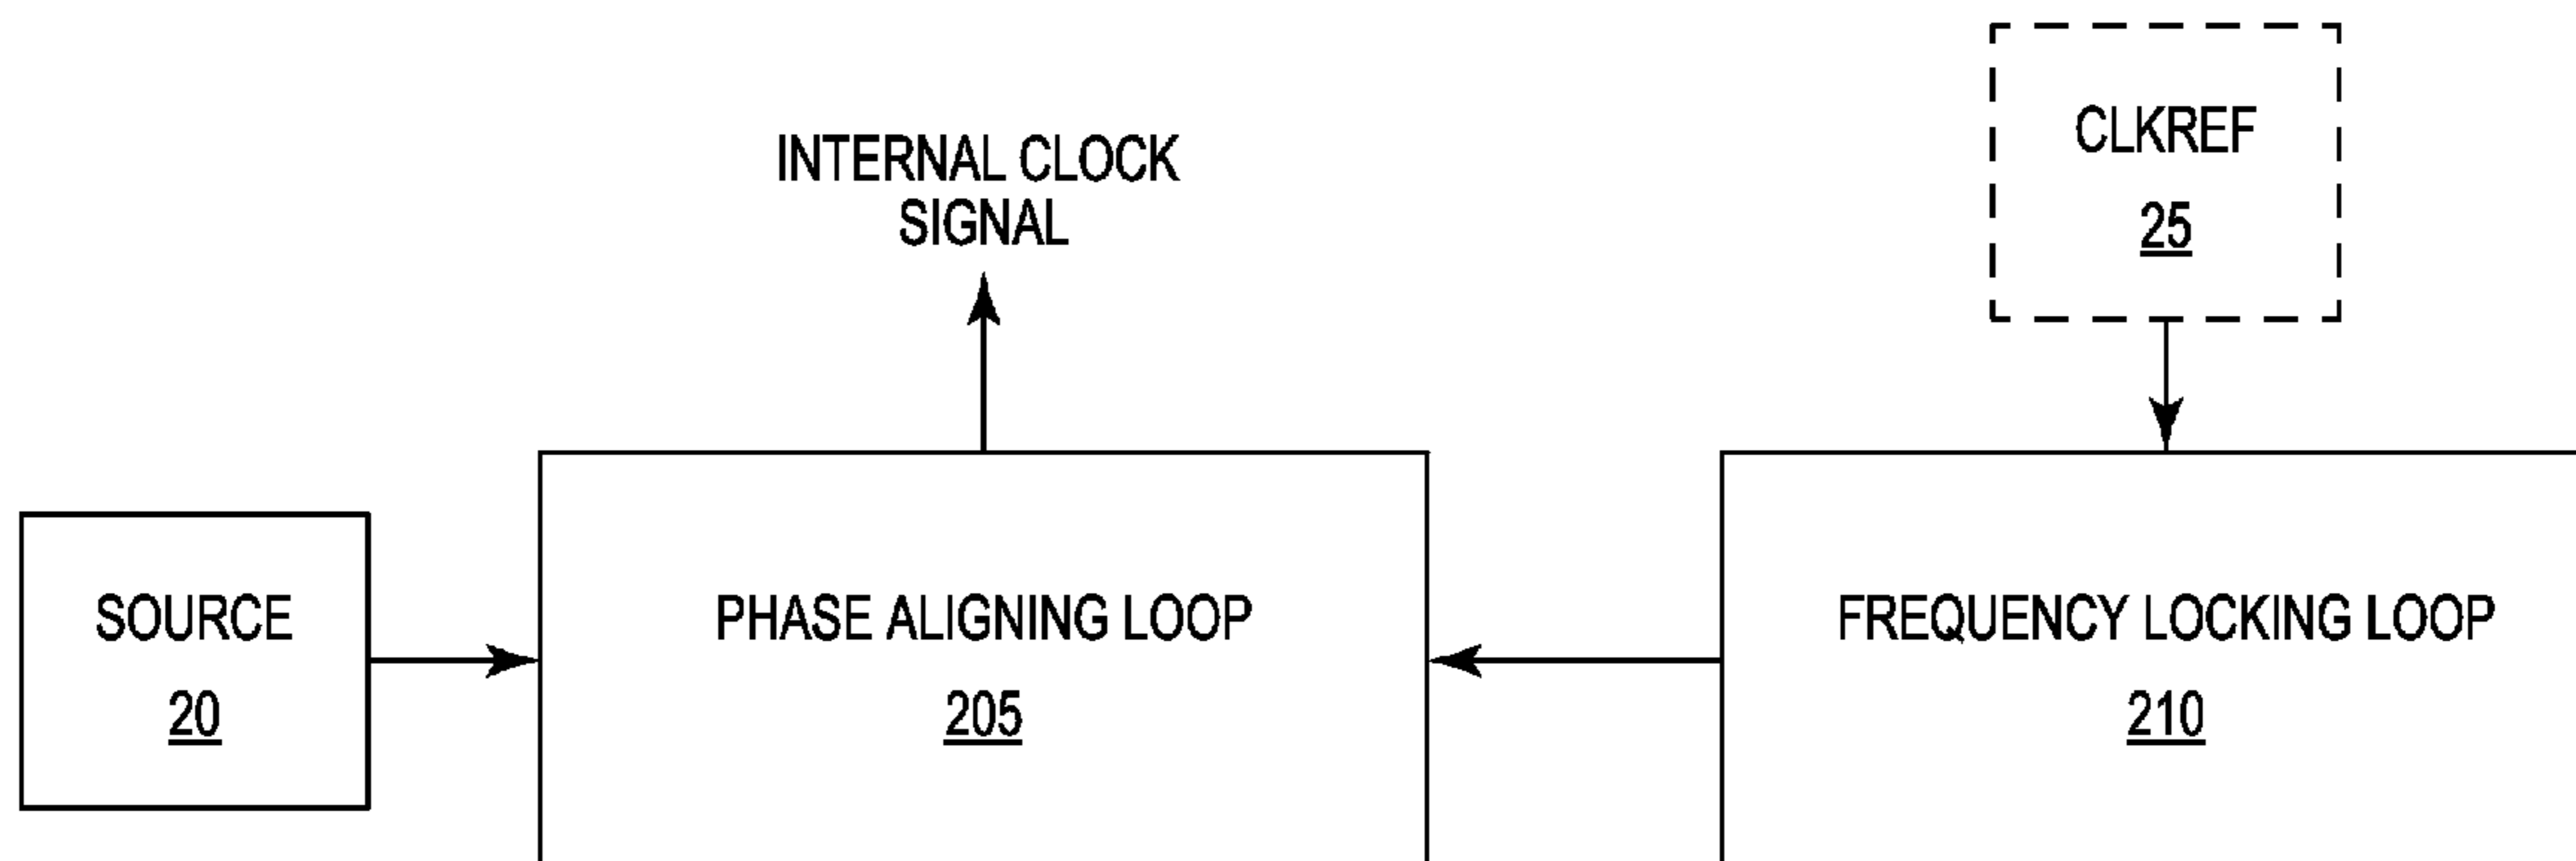 INTERNAL CLOCK
SIGNAL
CLKREF
25
SOURCE
20
PHASE ALIGNING LOOP
205
FREQUENCY LOCKING LOOP
210